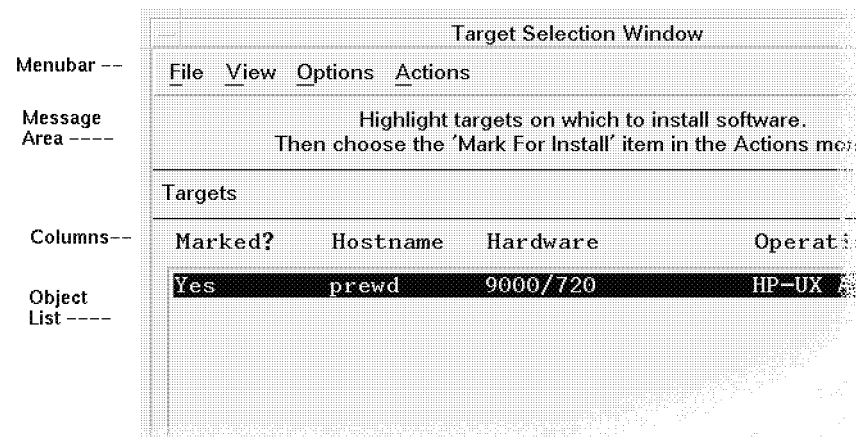 Target Selection Window
Menubar --
File View Options Actions
Message
Area ----
Highlight targets on which to install software.
Then choose the 'Mark For Install' item in the Actions
Targets
Columns--
Marked? Hostname Hardware
Object
List ----
Yes prewd 9000/720 HP-UX